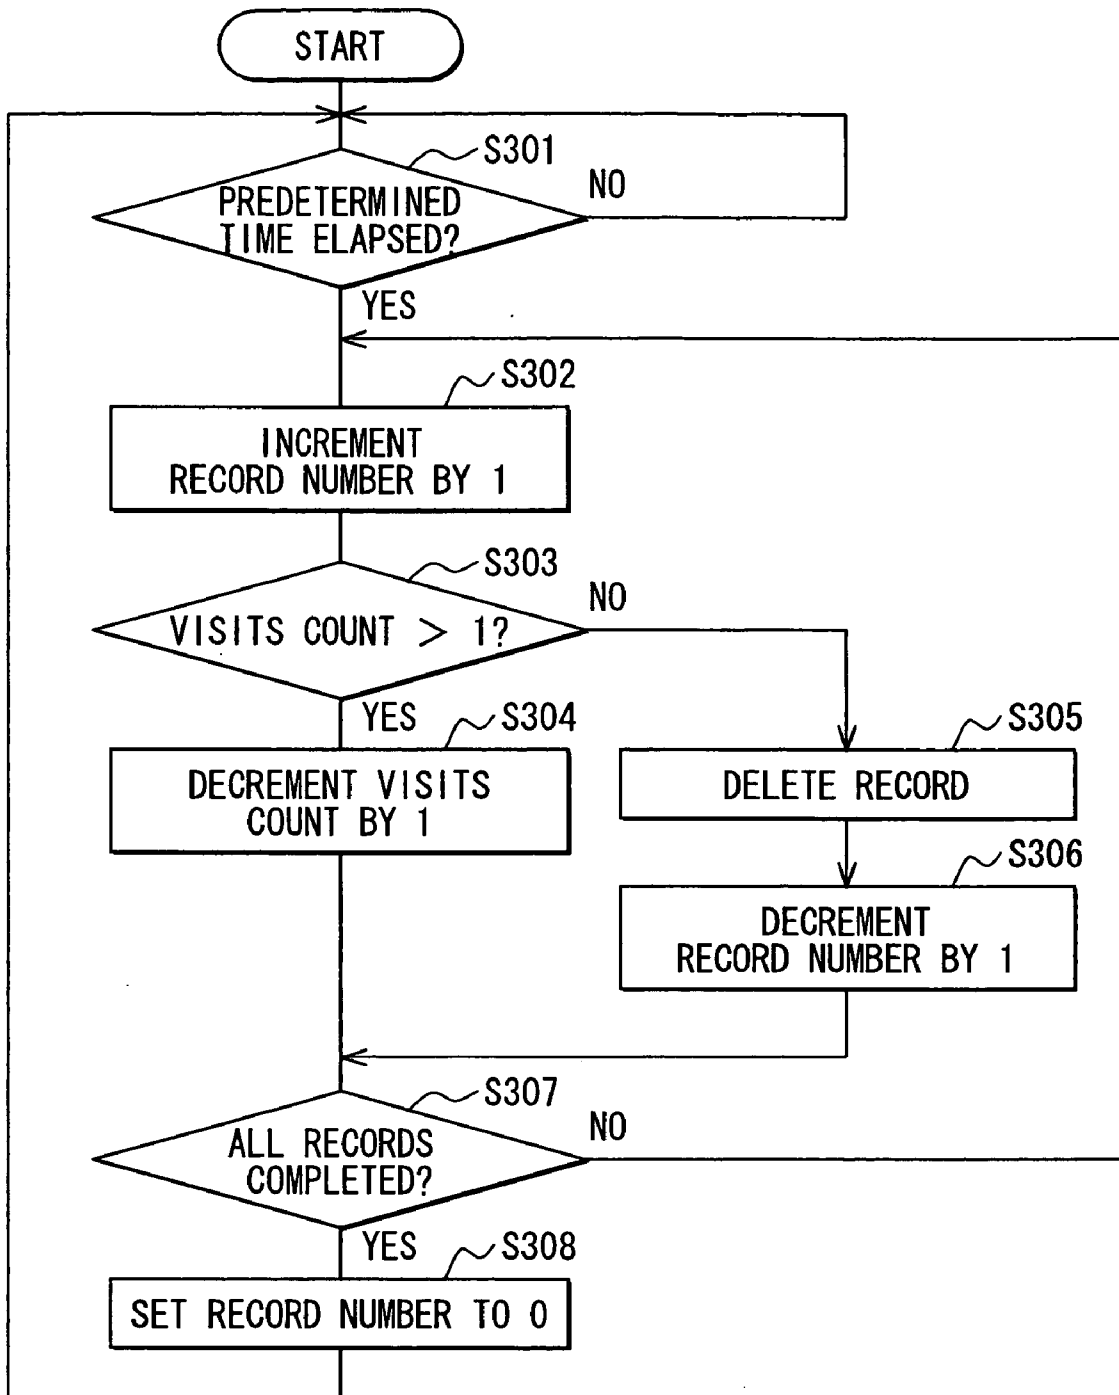 START
S301
PREDETERMINED
TIME ELAPSED?
NO
YES
S302
INCREMENT
RECORD NUMBER BY 1
S303
VISITS COUNT > 1?
NO
YES
S304
DECREMENT VISITS
COUNT BY 1
S305
DELETE RECORD
S306
DECREMENT
RECORD NUMBER BY 1
S307
ALL RECORDS
COMPLETED?
NO
YES
S308
SET RECORD NUMBER TO 0